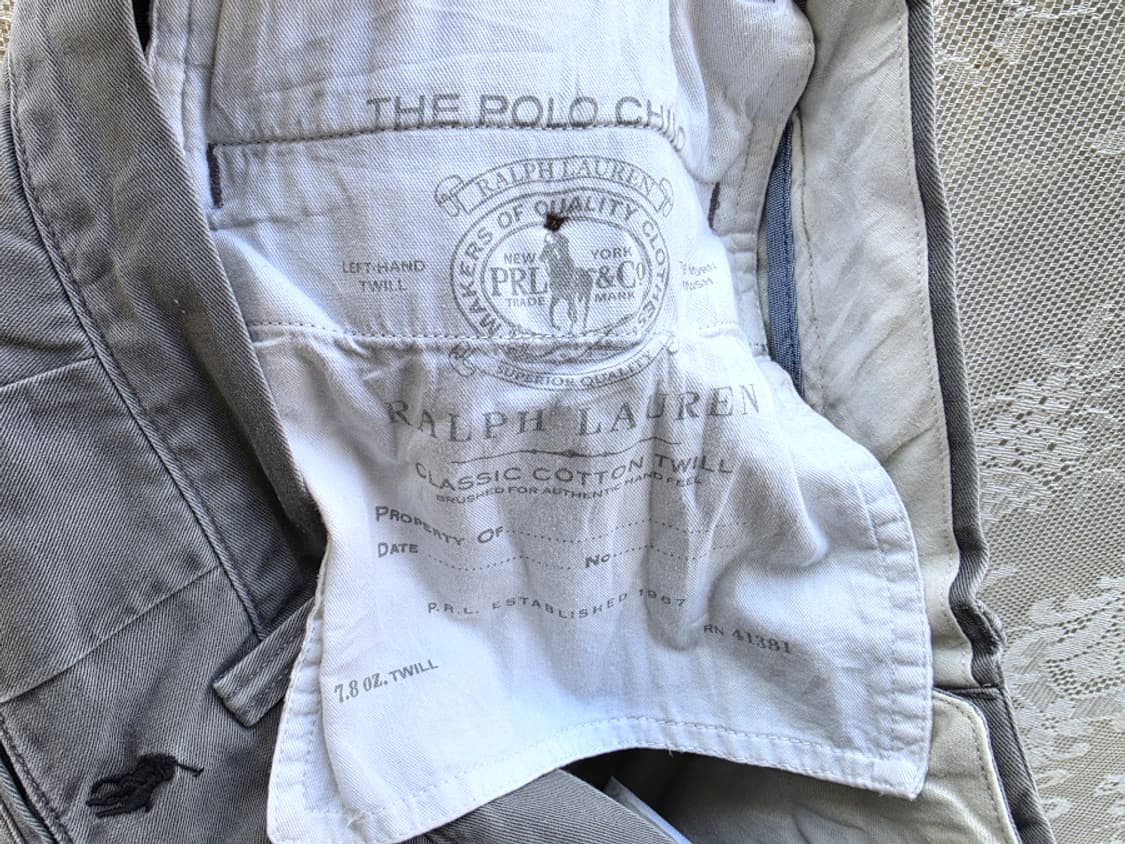 THE POLO CHINO
RALPH LAUREN
MAKERS OF QUALITY CLOTHES
NEW YORK
PRL & Co
TRADE MARK
LEFT-HAND
TWILL
SUPERIOR QUALITY
RALPH LAUREN
CLASSIC COTTON TWILL
BRUSHED FOR AUTHENTIC HAND FEEL
PROPERTY OF
DATE No
P.R.L. ESTABLISHED 1967
RN 41381
7.8 OZ. TWILL